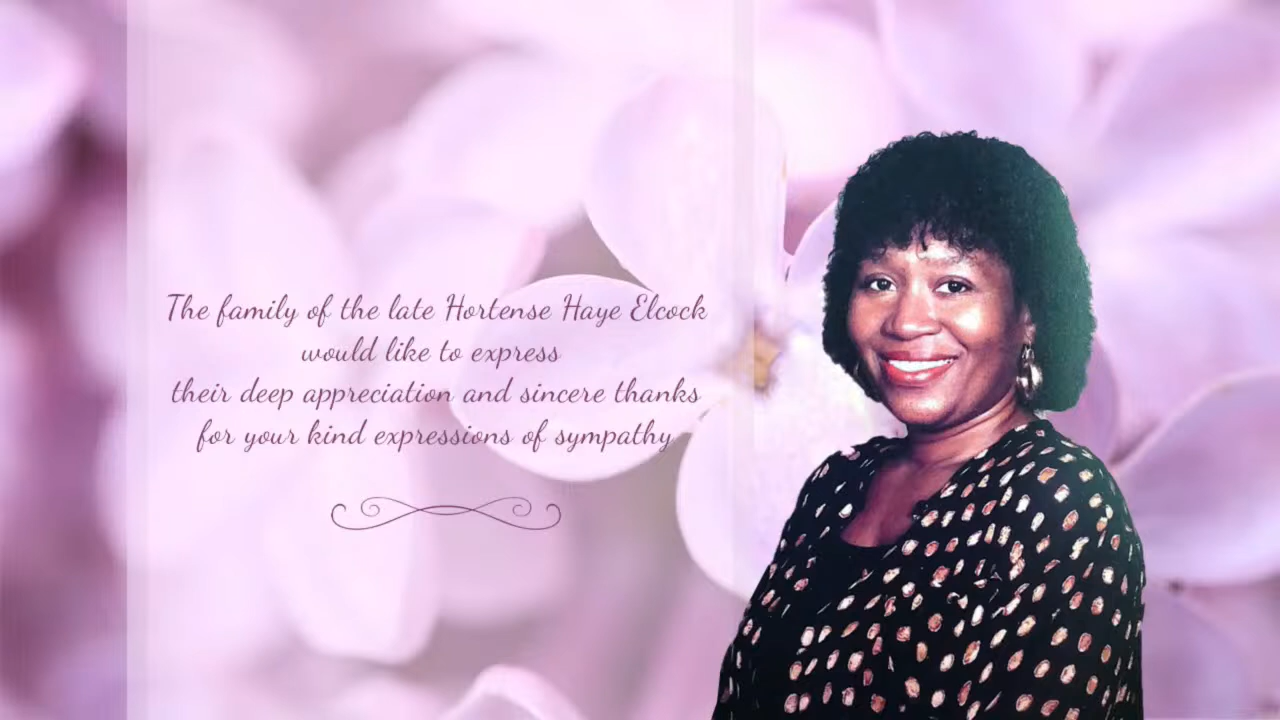 The family of the late Hortense Haye Elcock
would like to express
their deep appreciation and sincere thanks
for your kind expressions of sympathy